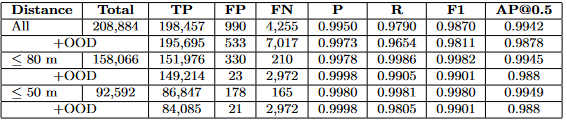 Distance Total TP FP FN P R F1 AP@0.5
All 208,884 198,457 990 4,255 0.9950 0.9790 0.9870 0.9942
+OOD 195,695 533 7,017 0.9973 0.9654 0.9811 0.9878
≤ 80 m 158,066 151,976 330 210 0.9978 0.9986 0.9982 0.9945
+OOD 149,214 23 2,972 0.9998 0.9905 0.9901 0.988
≤ 50 m 92,592 86,847 178 165 0.9980 0.9981 0.9980 0.9949
+OOD 84,085 21 2,972 0.9998 0.9805 0.9901 0.988